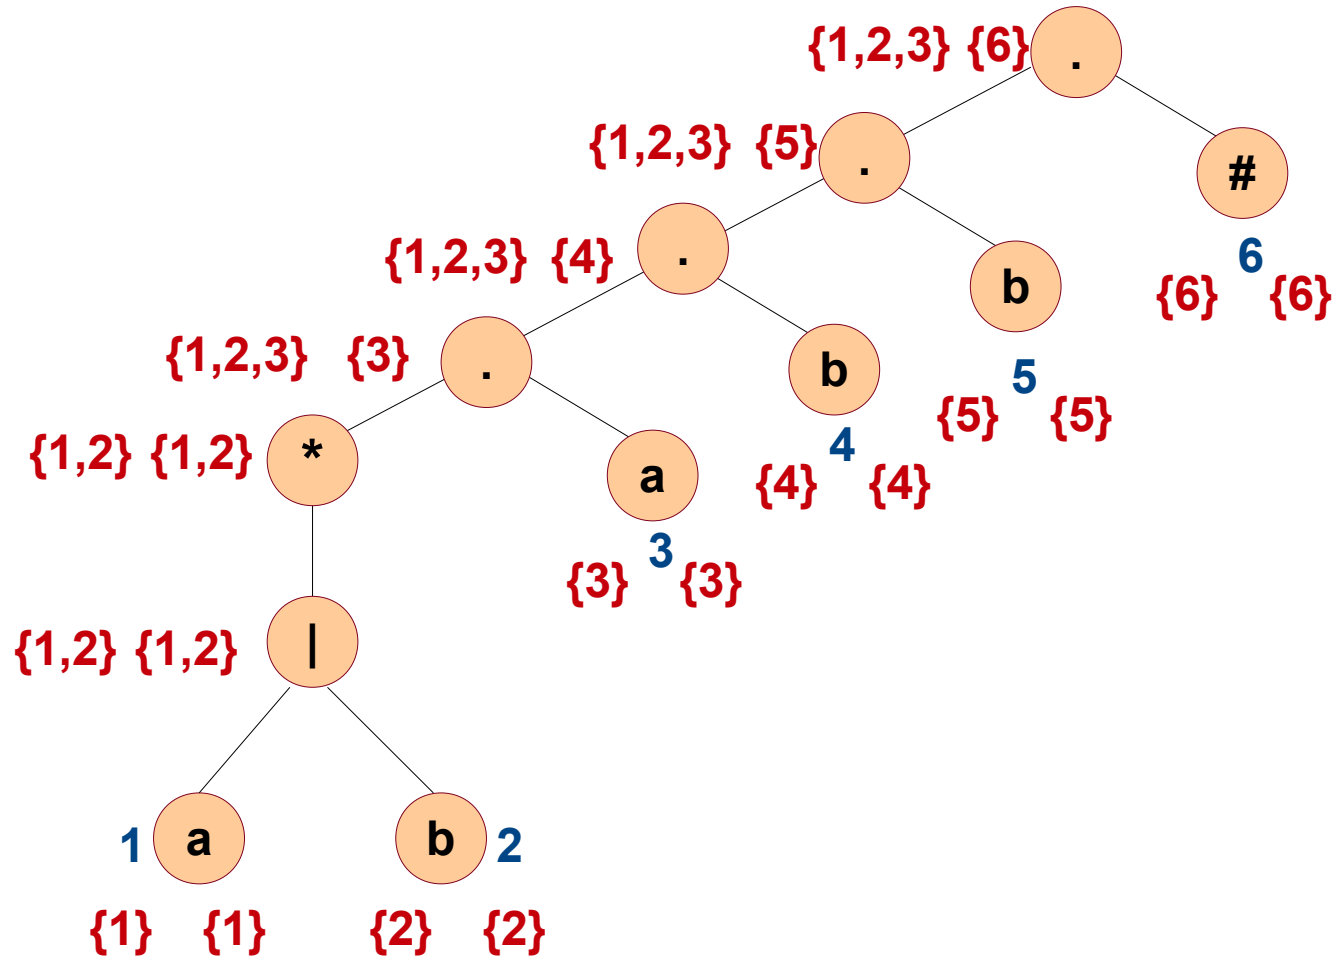 {1,2,3} {6} .
{1,2,3} {5} .
#
6
{6} {6}
{1,2,3} {4} .
b
5
{5} {5}
{1,2,3} {3} .
b
4
{4} {4}
{1,2} {1,2} *
a
3
{3} {3}
{1,2} {1,2} |
1 a
b 2
{1} {1}
{2} {2}